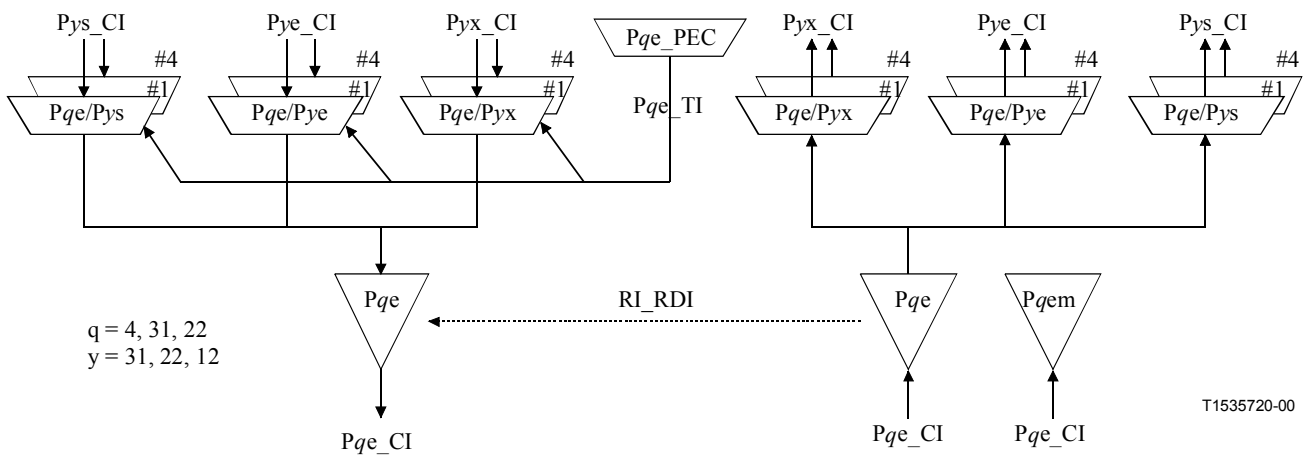 Pys_CI Pye_CI Pyx_CI Pqe_PEC Pyx_CI Pye_CI Pys_CI
#4 #4 #4 #4 #4 #4
#1 #1 #1 #1 #1 #1
Pqe/Pys Pqe/Pye Pqe/Pyx Pqe_TI Pqe/Pyx Pqe/Pye Pqe/Pys
Pqe RI_RDI Pqe Pqem
q = 4, 31, 22
y = 31, 22, 12
T1535720-00
Pqe_CI Pqe_CI Pqe_CI